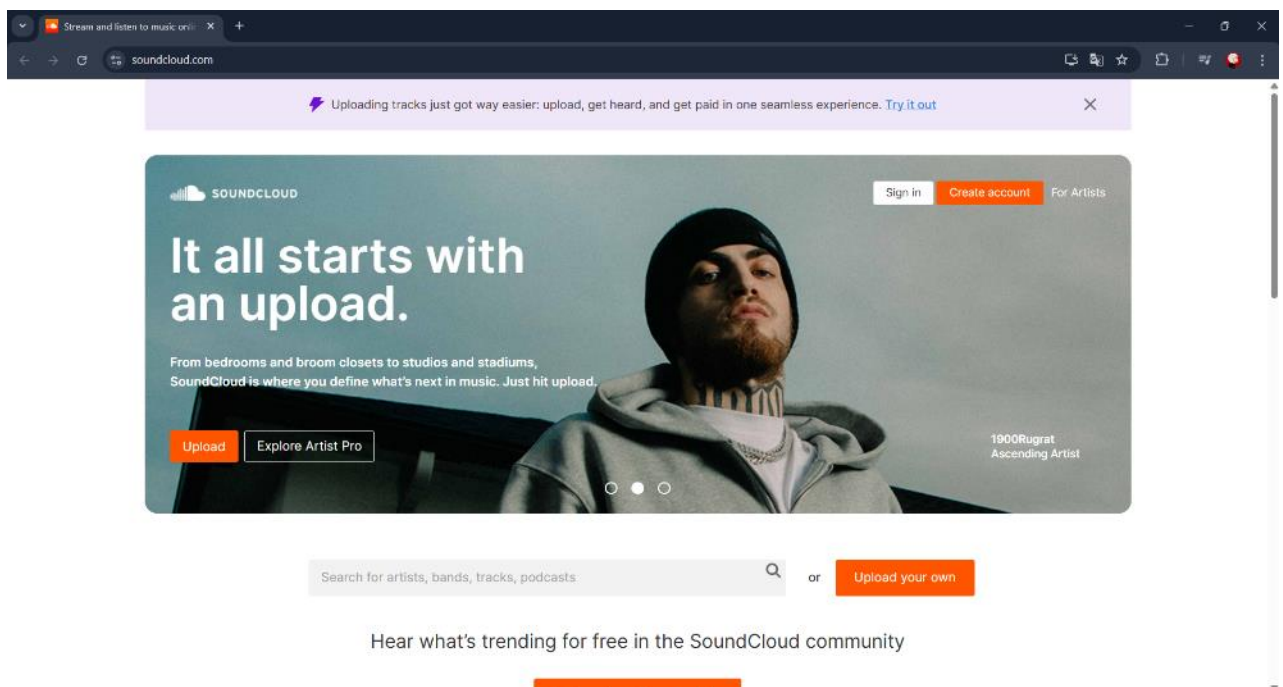 Stream and listen to music onli
soundcloud.com
Uploading tracks just got way easier: upload, get heard, and get paid in one seamless experience. Try it out
SOUNDCLOUD
Sign in
Create account
For Artists
It all starts with
an upload.
From bedrooms and broom closets to studios and stadiums,
SoundCloud is where you define what's next in music. Just hit upload.
Upload
Explore Artist Pro
1900Rugrat
Ascending Artist
Search for artists, bands, tracks, podcasts
or
Upload your own
Hear what's trending for free in the SoundCloud community